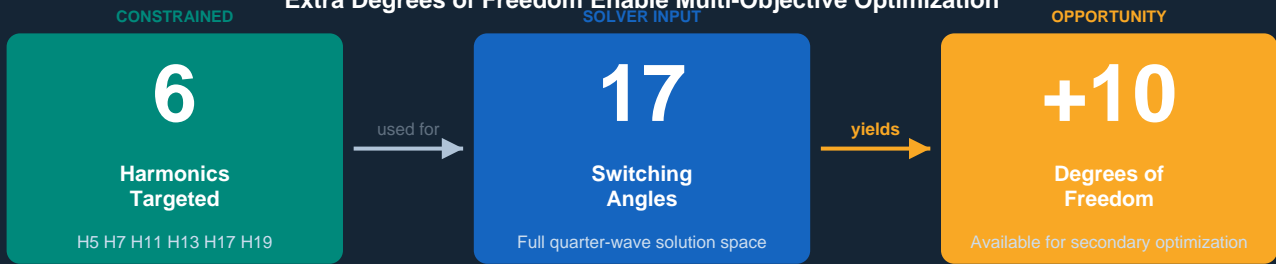 Extra Degrees of Freedom Enable Multi-Objective Optimization
CONSTRAINED
6
Harmonics
Targeted
H5 H7 H11 H13 H17 H19
used for
SOLVER INPUT
17
Switching
Angles
Full quarter-wave solution space
yields
OPPORTUNITY
+10
Degrees of
Freedom
Available for secondary optimization